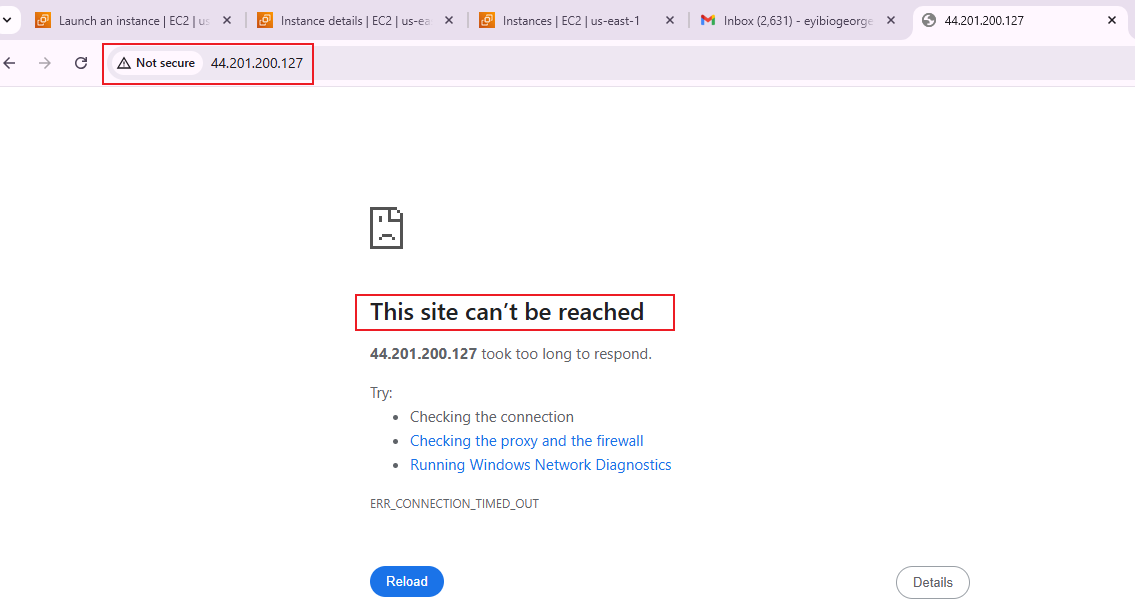 Launch an instance | EC2 | us
Instance details | EC2 | us-ea
Instances | EC2 | us-east-1
Inbox (2,631) - eyibiogeorge
44.201.200.127
Not secure
44.201.200.127
This site can’t be reached
44.201.200.127 took too long to respond.
Try:
Checking the connection
Checking the proxy and the firewall
Running Windows Network Diagnostics
ERR_CONNECTION_TIMED_OUT
Reload
Details